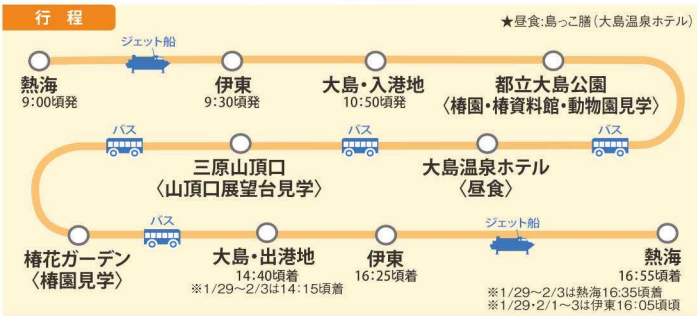 行 程
★昼食:島っこ膳(大島温泉ホテル)
ジェット船
熱海
9:00頃発
伊東
9:30頃発
大島・入港地
10:50頃発
都立大島公園
〈椿園・椿資料館・動物園見学〉
バス
大島温泉ホテル
〈昼食〉
バス
三原山頂口
〈山頂口展望台見学〉
バス
椿花ガーデン
〈椿園見学〉
バス
大島・出港地
14:40頃着
※1/29～2/3は14:15頃着
伊東
16:25頃着
ジェット船
熱海
16:55頃着
※1/29～2/3は熱海16:35頃着
※1/29・2/1～3は伊東16:05頃頃